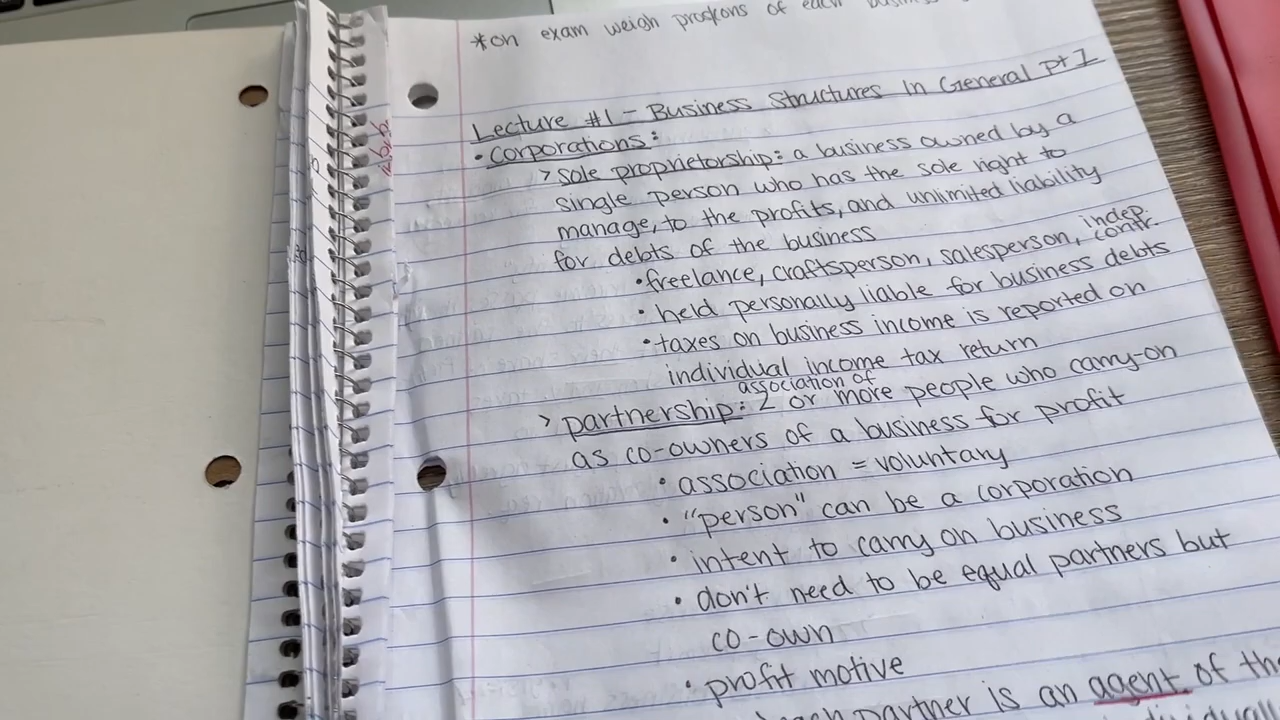 *on exam weigh pros/cons of each business
Lecture #1 - Business Structures In General Pt 1
• Corporations:
> sole proprietorship: a business owned by a
single person who has the sole right to
manage, to the profits, and unlimited liability
for debts of the business
• freelance, craftsperson, salesperson, indep. contr.
• held personally liable for business debts
• taxes on business income is reported on
individual income tax return
> partnership: association of 2 or more people who carry-on
as co-owners of a business for profit
• association = voluntary
• "person" can be a corporation
• intent to carry on business
• don't need to be equal partners but
co-own
• profit motive
partner is an agent of the